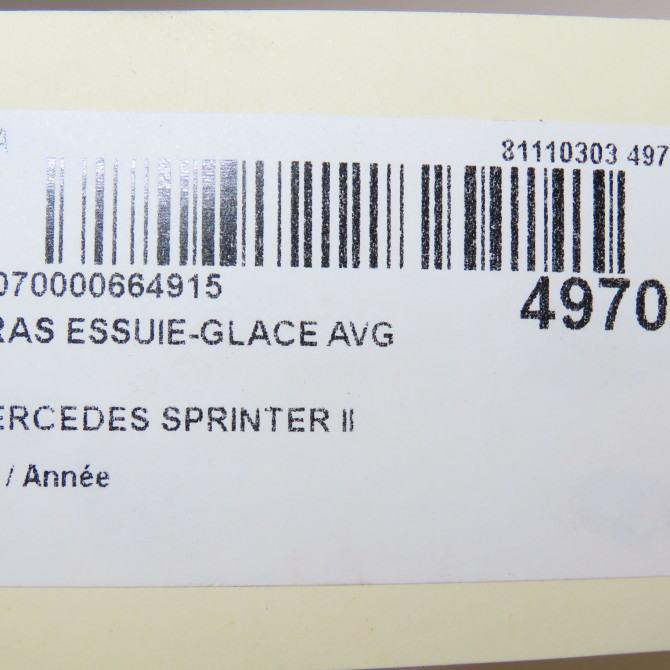 A
81110303 497
070000664915
4970
RAS ESSUIE-GLACE AVG
ERCEDES SPRINTER II
/ Année